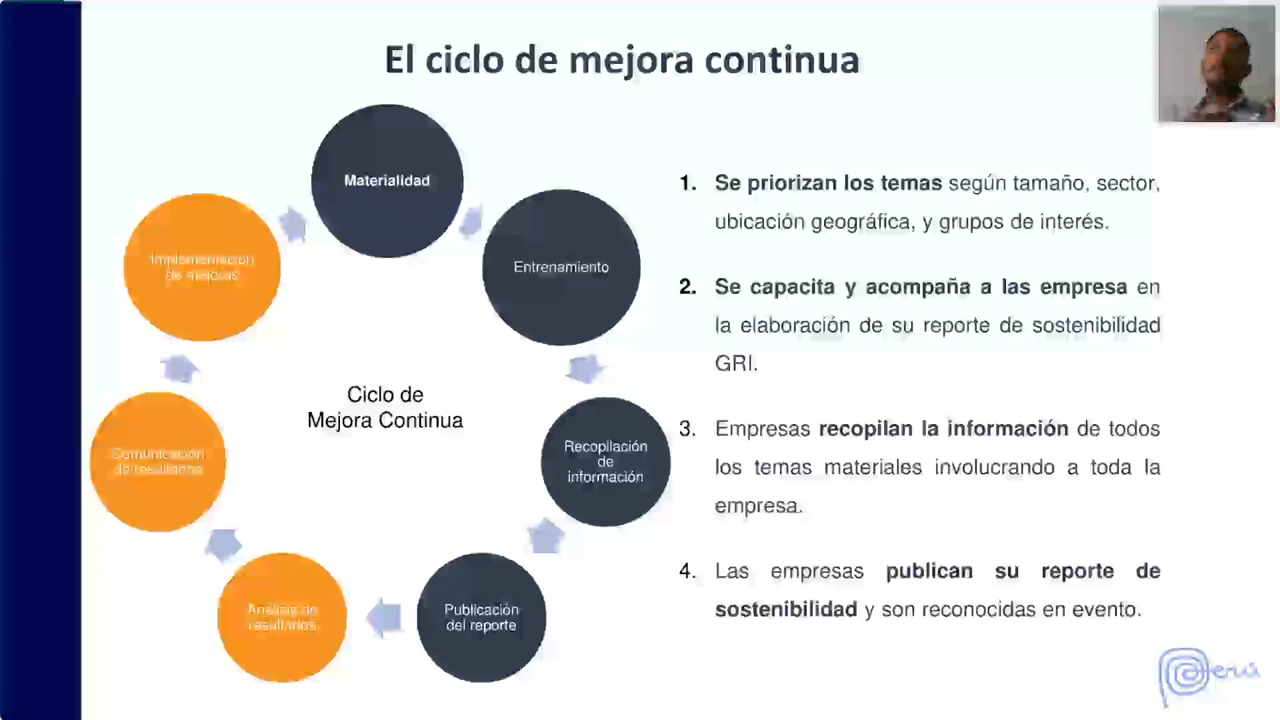 El ciclo de mejora continua
Materialidad
Entrenamiento
Recopilación
de
información
Publicación
del reporte
Análisis de
resultados
Comunicación
de resultados
Implementación
de mejoras
Ciclo de
Mejora Continua
1. Se priorizan los temas según tamaño, sector,
ubicación geográfica, y grupos de interés.
2. Se capacita y acompaña a las empresa en
la elaboración de su reporte de sostenibilidad
GRI.
3. Empresas recopilan la información de todos
los temas materiales involucrando a toda la
empresa.
4. Las empresas publican su reporte de
sostenibilidad y son reconocidas en evento.
Perú